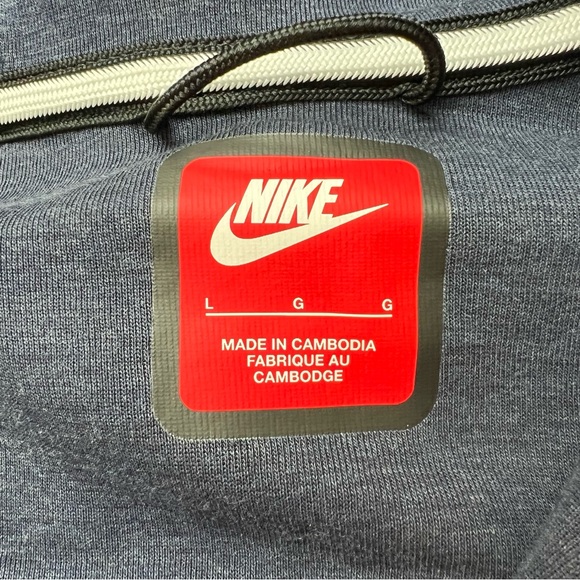 NIKE
L G G
MADE IN CAMBODIA
FABRIQUE AU
CAMBODGE